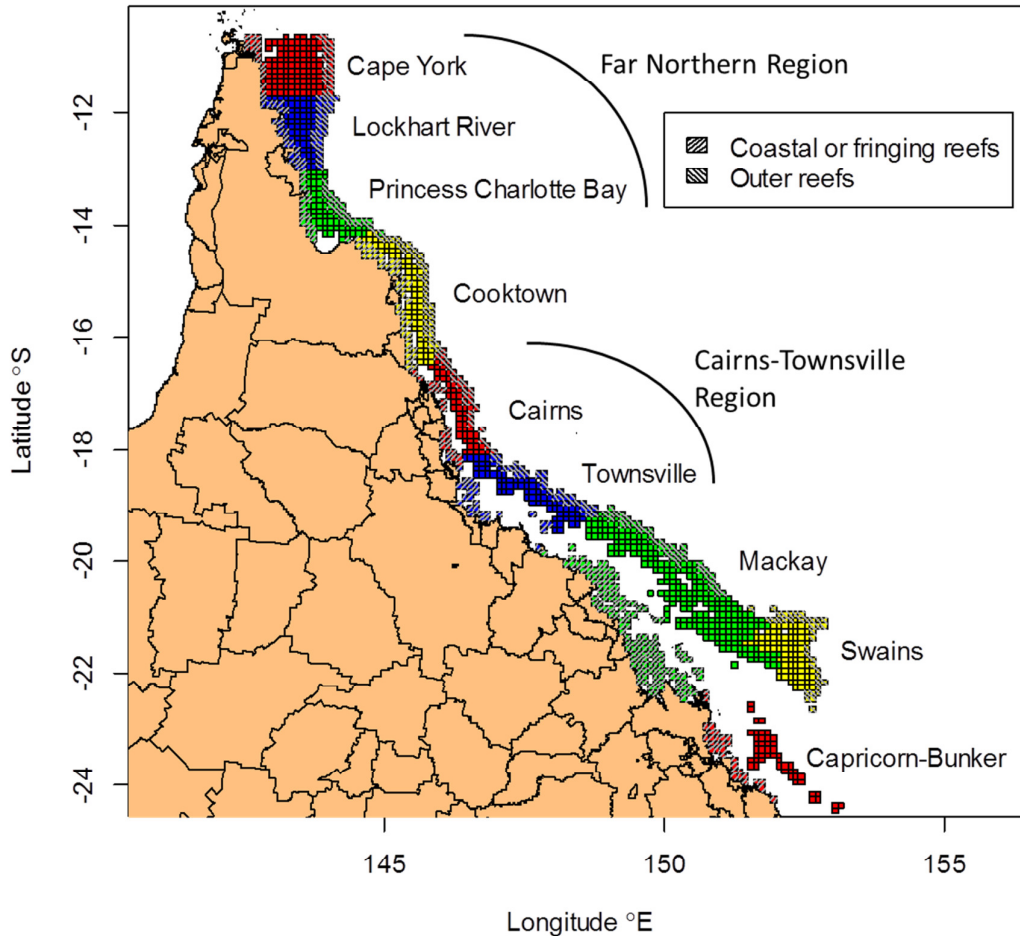 Cape York
Far Northern Region
Lockhart River
Coastal or fringing reefs
Outer reefs
Princess Charlotte Bay
Cooktown
Cairns-Townsville
Region
Cairns
Townsville
Mackay
Swains
Capricorn-Bunker
Latitude °S
-12
-14
-16
-18
-20
-22
-24
145
150
155
Longitude °E